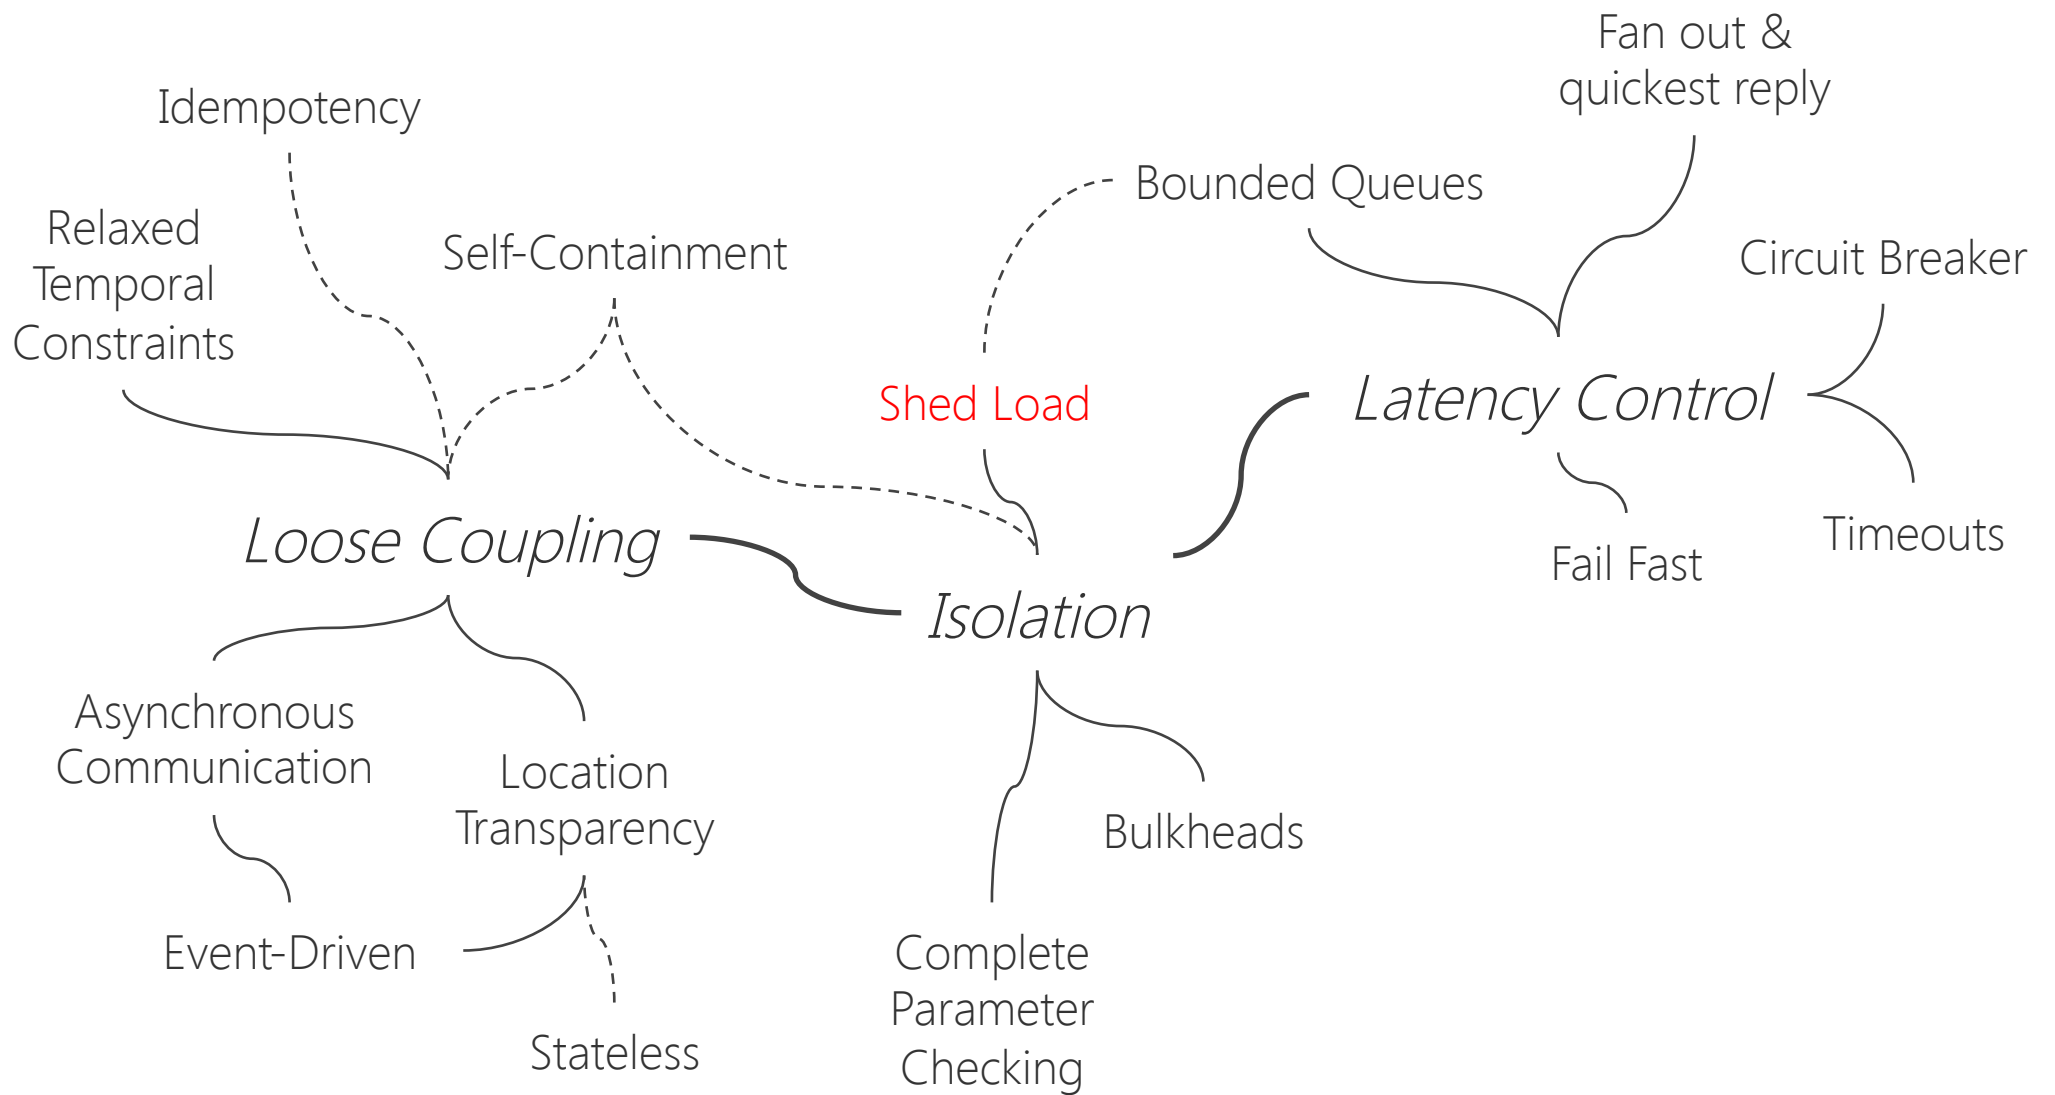 Fan out &
quickest reply
Idempotency
Bounded Queues
Relaxed
Temporal
Constraints
Self-Containment
Circuit Breaker
Shed Load
Latency Control
Loose Coupling
Fail Fast
Timeouts
Isolation
Asynchronous
Communication
Location
Transparency
Bulkheads
Event-Driven
Complete
Parameter
Checking
Stateless